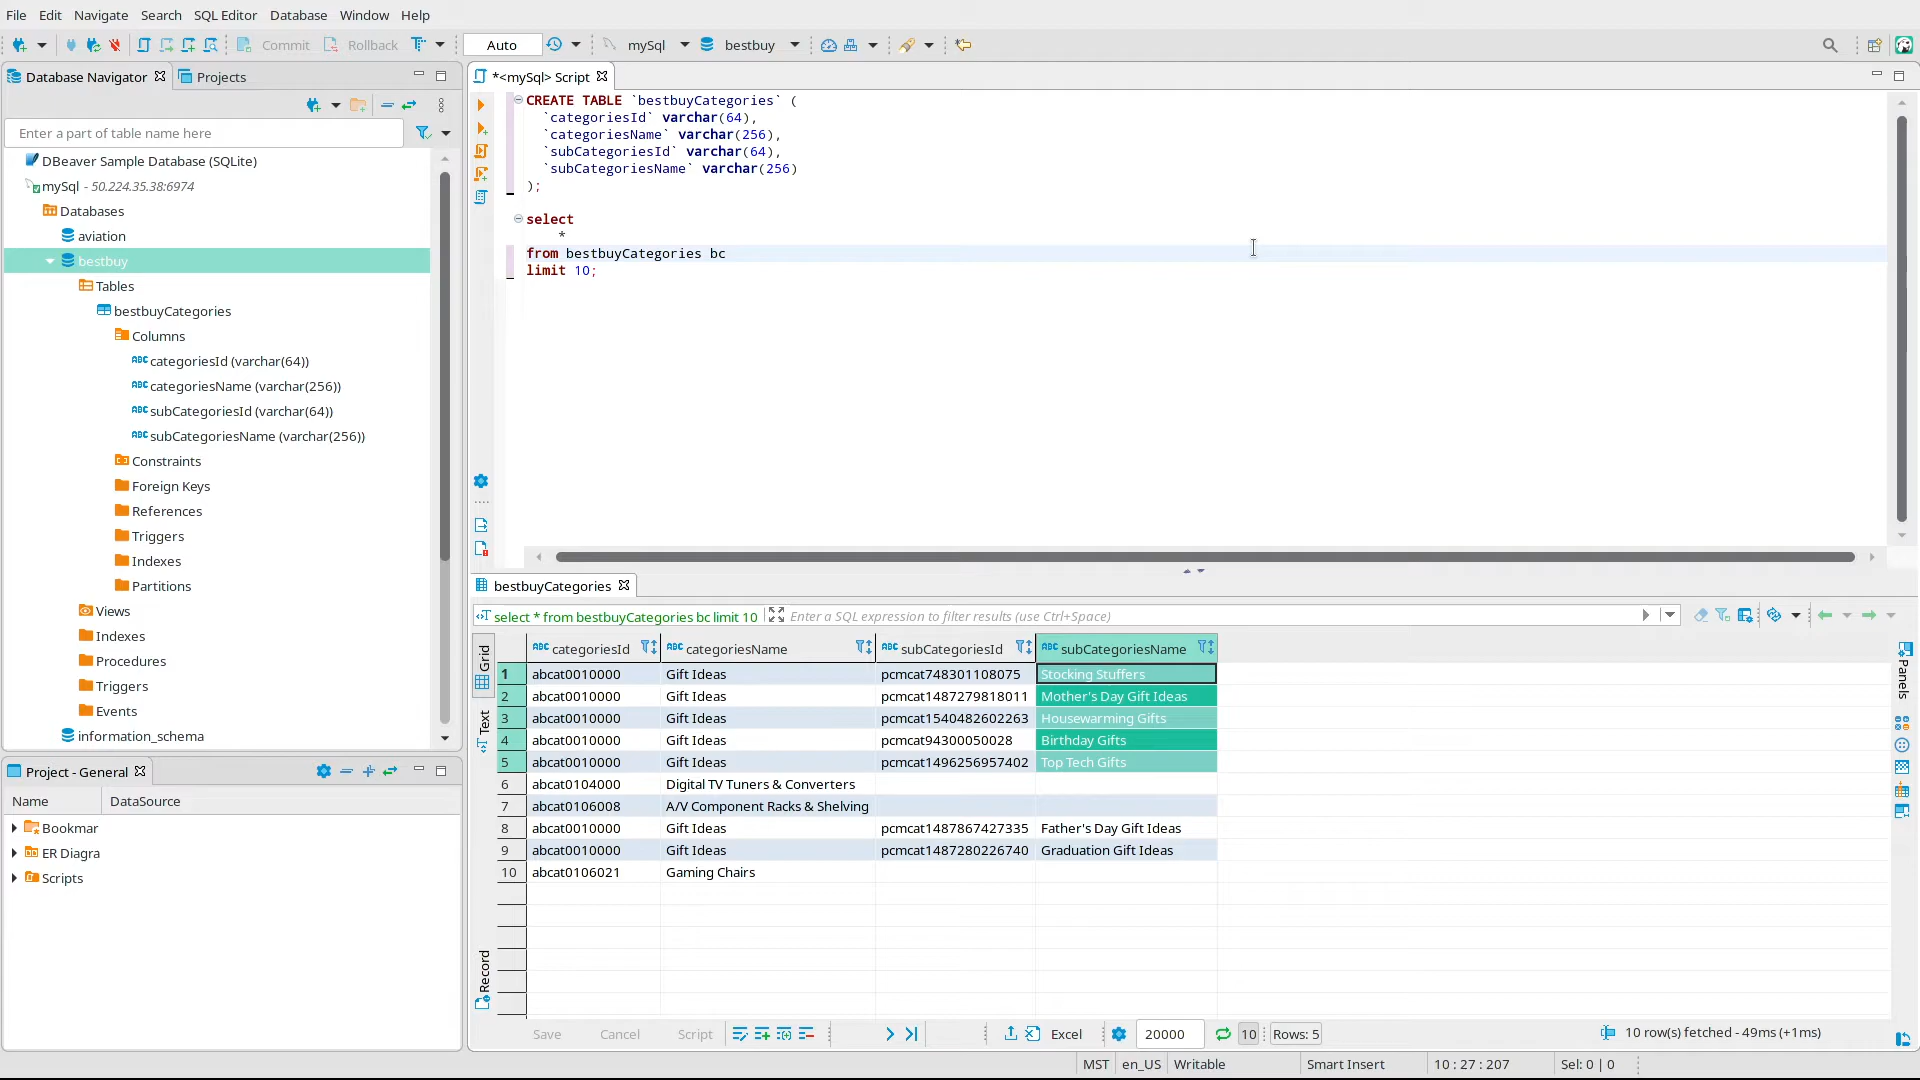 File Edit Navigate Search SQL Editor Database Window Help
Commit Rollback Auto mySql bestbuy
Database Navigator Projects
Enter a part of table name here
DBeaver Sample Database (SQLite)
mySql - 50.224.35.38:6974
Databases
aviation
bestbuy
Tables
bestbuyCategories
Columns
ABC categoriesId (varchar(64))
ABC categoriesName (varchar(256))
ABC subCategoriesId (varchar(64))
ABC subCategoriesName (varchar(256))
Constraints
Foreign Keys
References
Triggers
Indexes
Partitions
Views
Indexes
Procedures
Triggers
Events
information_schema
Project - General
Name DataSource
Bookmar
ER Diagra
Scripts
*<mySql> Script
CREATE TABLE `bestbuyCategories` (
`categoriesId` varchar(64),
`categoriesName` varchar(256),
`subCategoriesId` varchar(64),
`subCategoriesName` varchar(256)
);
select
*
from bestbuyCategories bc
limit 10;
bestbuyCategories
select * from bestbuyCategories bc limit 10 Enter a SQL expression to filter results (use Ctrl+Space)
Grid
Text
Record
Panels
ABC categoriesId ABC categoriesName ABC subCategoriesId ABC subCategoriesName
1 abcat0010000 Gift Ideas pcmcat748301108075 Stocking Stuffers
2 abcat0010000 Gift Ideas pcmcat1487279818011 Mother's Day Gift Ideas
3 abcat0010000 Gift Ideas pcmcat1540482602263 Housewarming Gifts
4 abcat0010000 Gift Ideas pcmcat94300050028 Birthday Gifts
5 abcat0010000 Gift Ideas pcmcat1496256957402 Top Tech Gifts
6 abcat0104000 Digital TV Tuners & Converters
7 abcat0106008 A/V Component Racks & Shelving
8 abcat0010000 Gift Ideas pcmcat1487867427335 Father's Day Gift Ideas
9 abcat0010000 Gift Ideas pcmcat1487280226740 Graduation Gift Ideas
10 abcat0106021 Gaming Chairs
Save Cancel Script Excel 20000 10 Rows: 5 10 row(s) fetched - 49ms (+1ms)
MST en_US Writable Smart Insert 10 : 27 : 207 Sel: 0 | 0